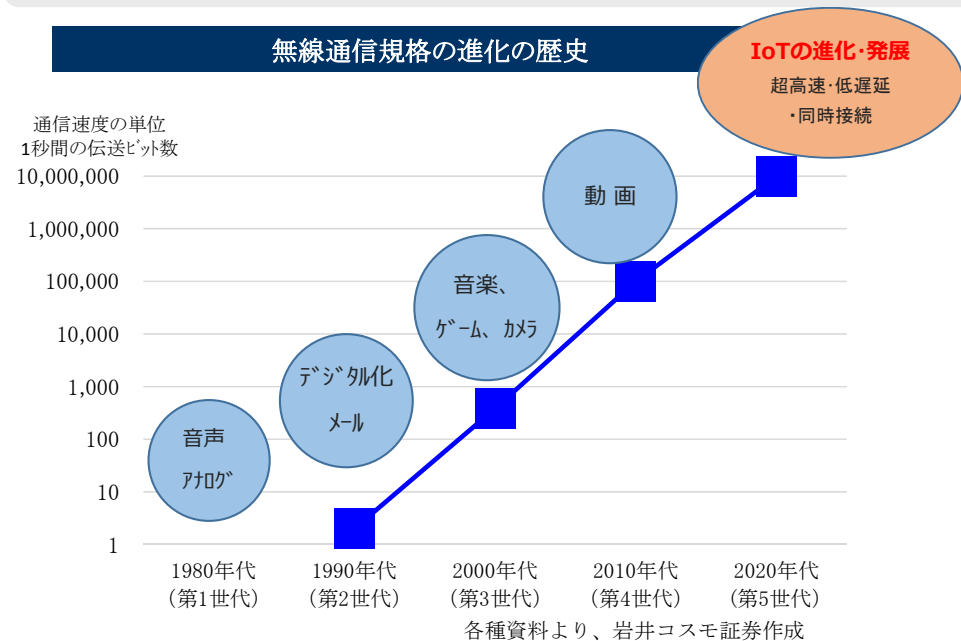 無線通信規格の進化の歴史
IoTの進化･発展
超高速･低遅延
･同時接続
通信速度の単位
1秒間の伝送ﾋﾞｯﾄ数
10,000,000
1,000,000
100,000
10,000
1,000
100
10
1
音声
ｱﾅﾛｸﾞ
ﾃﾞｼﾞﾀﾙ化
ﾒｰﾙ
音楽、
ｹﾞｰﾑ、ｶﾒﾗ
動 画
1980年代
（第1世代）
1990年代
（第2世代）
2000年代
（第3世代）
2010年代
（第4世代）
2020年代
（第5世代）
各種資料より、岩井コスモ証券作成